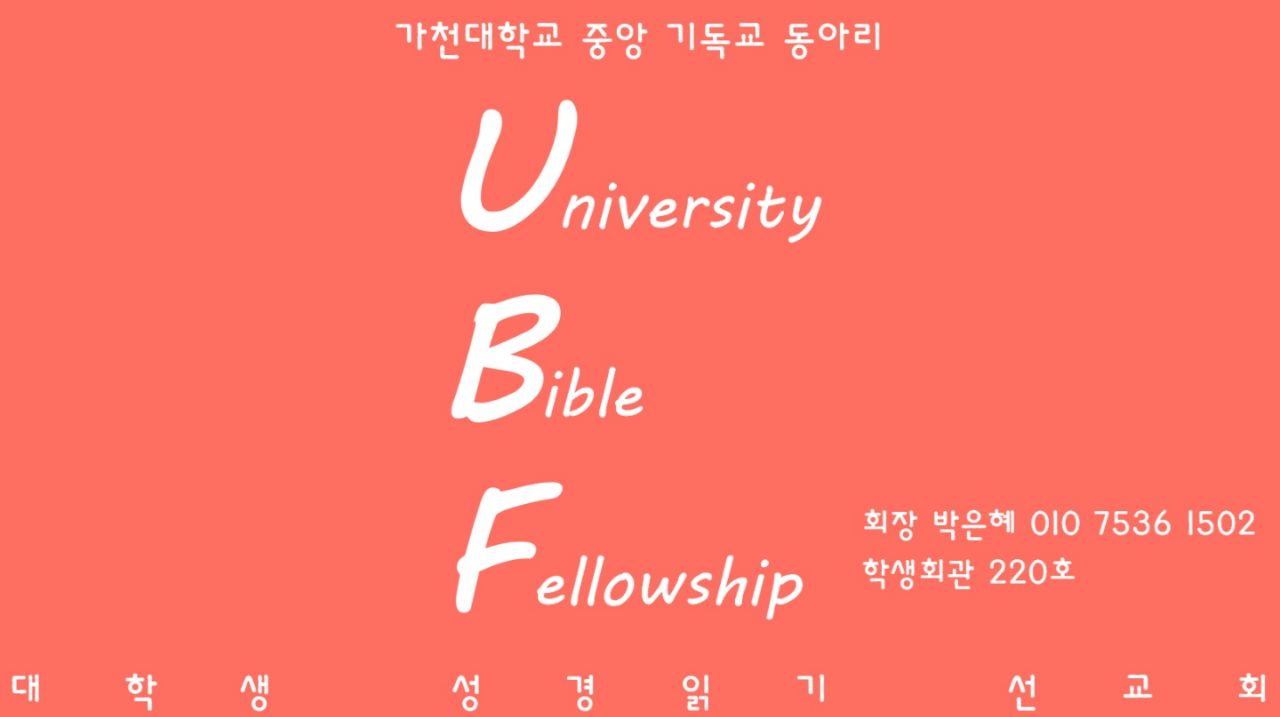 가천대학교 중앙 기독교 동아리
University
Bible
Fellowship
회장 박은혜 010 7536 1502
학생회관 220호
대학생 성경읽기 선교회